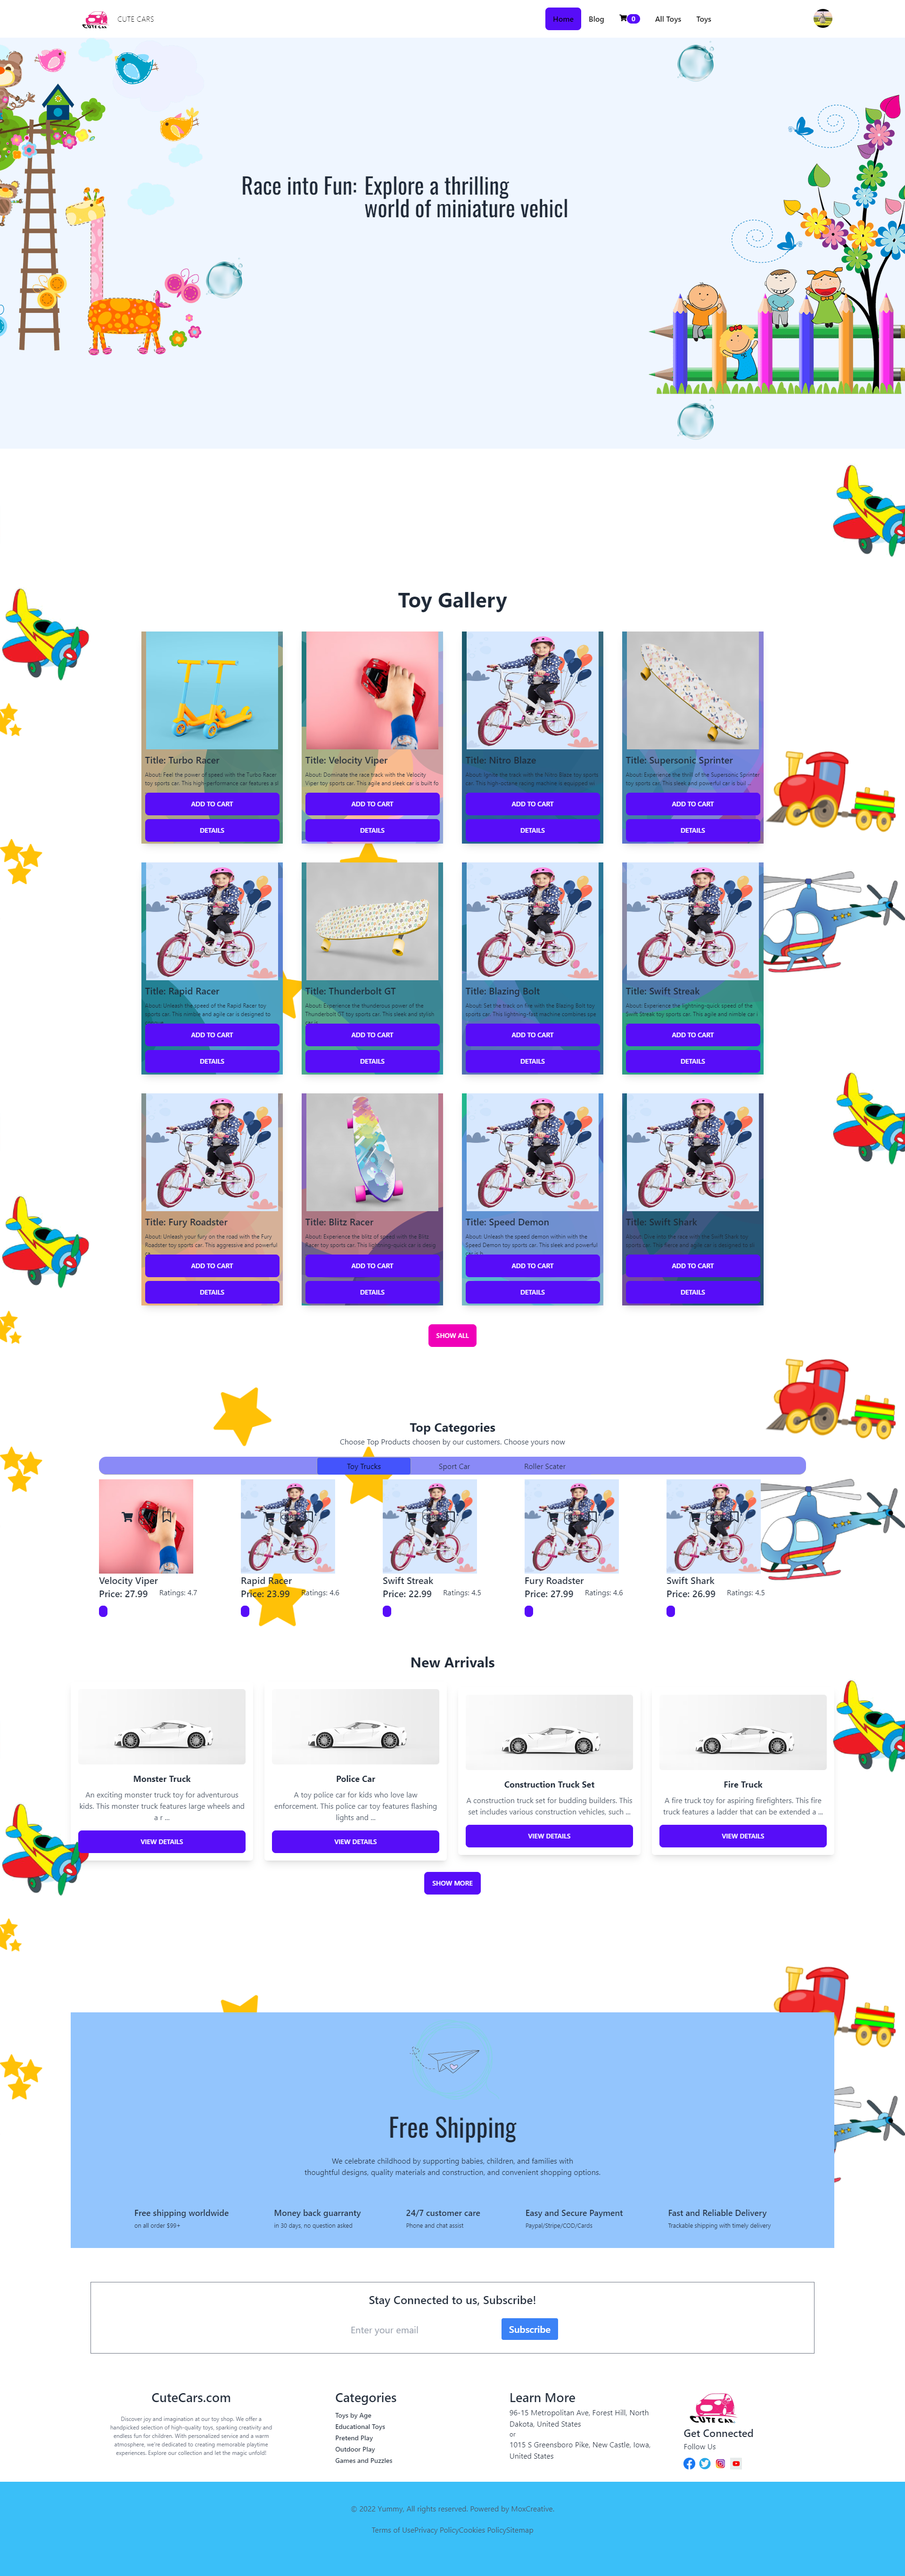 CUTE CARS
Home
Blog
0
All Toys
Toys
Race into Fun: Explore a thrilling
world of miniature vehicl
Toy Gallery
Title: Turbo Racer
About: Feel the power of speed with the Turbo Racer
toy sports car. This high-performance car features a sl
ADD TO CART
DETAILS
Title: Velocity Viper
About: Dominate the race track with the Velocity
Viper toy sports car. This agile and sleek car is built fo
ADD TO CART
DETAILS
Title: Nitro Blaze
About: Ignite the track with the Nitro Blaze toy sports
car. This high-octane racing machine is equipped w
ADD TO CART
DETAILS
Title: Supersonic Sprinter
About: Experience the thrill of the Supersonic Sprinter
toy sports car. This sleek and powerful car is buil ...
ADD TO CART
DETAILS
Title: Rapid Racer
About: Unleash the speed of the Rapid Racer toy
sports car. This nimble and agile car is designed to
ADD TO CART
DETAILS
Title: Thunderbolt GT
About: Experience the thunderous power of the
Thunderbolt GT toy sports car. This sleek and stylish
ADD TO CART
DETAILS
Title: Blazing Bolt
About: Set the track on fire with the Blazing Bolt toy
sports car. This lightning-fast machine combines spe
ADD TO CART
DETAILS
Title: Swift Streak
About: Experience the lightning-quick speed of the
Swift Streak toy sports car. This agile and nimble car
ADD TO CART
DETAILS
Title: Fury Roadster
About: Unleash your fury on the road with the Fury
Roadster toy sports car. This aggressive and powerful
ADD TO CART
DETAILS
Title: Blitz Racer
About: Experience the blitz of speed with the Blitz
Racer toy sports car. This lightning-quick car is desig
ADD TO CART
DETAILS
Title: Speed Demon
About: Unleash the speed demon within with the
Speed Demon toy sports car. This sleek and powerful
ADD TO CART
DETAILS
Title: Swift Shark
About: Dive into the race with the Swift Shark toy
sports car. This fierce and agile car is designed to
ADD TO CART
DETAILS
SHOW ALL
Top Categories
Choose Top Products choosen by our customers. Choose yours now
Toy Trucks
Sport Car
Roller Scater
Velocity Viper
Price: 27.99
Ratings: 4.7
Rapid Racer
Price: 23.99
Ratings: 4.6
Swift Streak
Price: 22.99
Ratings: 4.5
Fury Roadster
Price: 27.99
Ratings: 4.6
Swift Shark
Price: 26.99
Ratings: 4.5
New Arrivals
Monster Truck
An exciting monster truck toy for adventurous
kids. This monster truck features large wheels and
a r ...
VIEW DETAILS
Police Car
A toy police car for kids who love law
enforcement. This police car toy features flashing
lights and ...
VIEW DETAILS
Construction Truck Set
A construction truck set for budding builders. This
set includes various construction vehicles, such ...
VIEW DETAILS
Fire Truck
A fire truck toy for aspiring firefighters. This fire
truck features a ladder that can be extended a ...
VIEW DETAILS
SHOW MORE
Free Shipping
We celebrate childhood by supporting babies, children, and families with
thoughtful designs, quality materials and construction, and convenient shopping options.
Free shipping worldwide
on all order $99+
Money back guarranty
in 30 days, no question asked
24/7 customer care
Phone and chat assist
Easy and Secure Payment
Paypal/Stripe/COD/Cards
Fast and Reliable Delivery
Trackable shipping with timely delivery
Stay Connected to us, Subscribe!
Enter your email
Subscribe
CuteCars.com
Discover joy and imagination at our toy shop. We offer a
handpicked selection of high-quality toys, sparking creativity and
endless fun for children. With personalized service and a warm
atmosphere, we're dedicated to creating memorable playtime
experiences. Explore our collection and let the magic unfold!
Categories
Toys by Age
Educational Toys
Pretend Play
Outdoor Play
Games and Puzzles
Learn More
96-15 Metropolitan Ave, Forest Hill, North
Dakota, United States
or
1015 S Greensboro Pike, New Castle, Iowa,
United States
CUTE CAR
Get Connected
Follow Us
© 2022 Yummy, All rights reserved. Powered by MoxCreative.
Terms of UsePrivacy PolicyCookies PolicySitemap